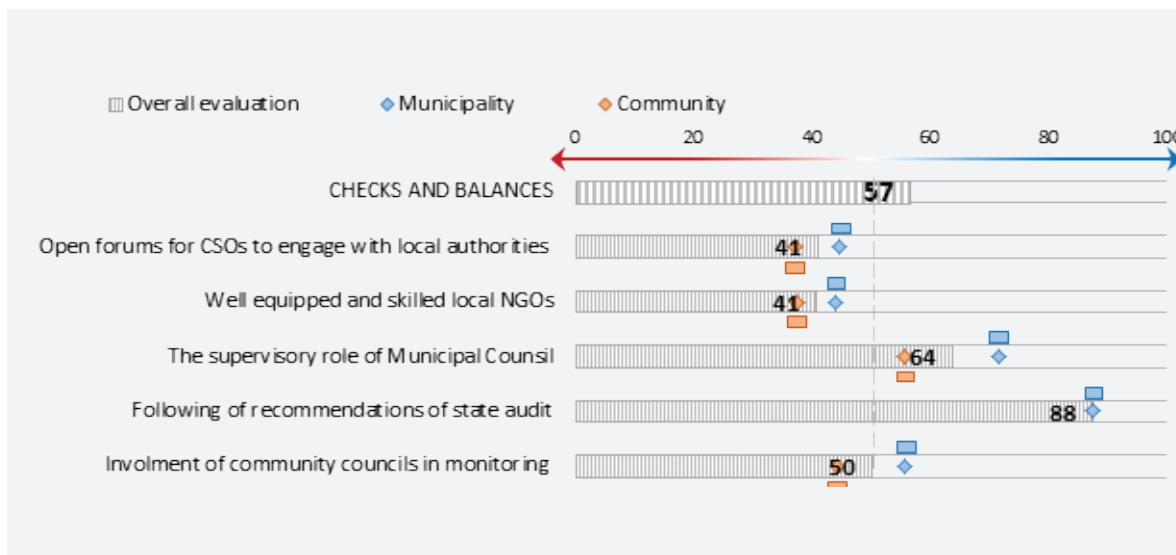 Overall evaluation Municipality Community
0 20 40 60 80 100
CHECKS AND BALANCES 57
Open forums for CSOs to engage with local authorities 41
Well equipped and skilled local NGOs 41
The supervisory role of Municipal Counsil 64
Following of recommendations of state audit 88
Involment of community councils in monitoring 50